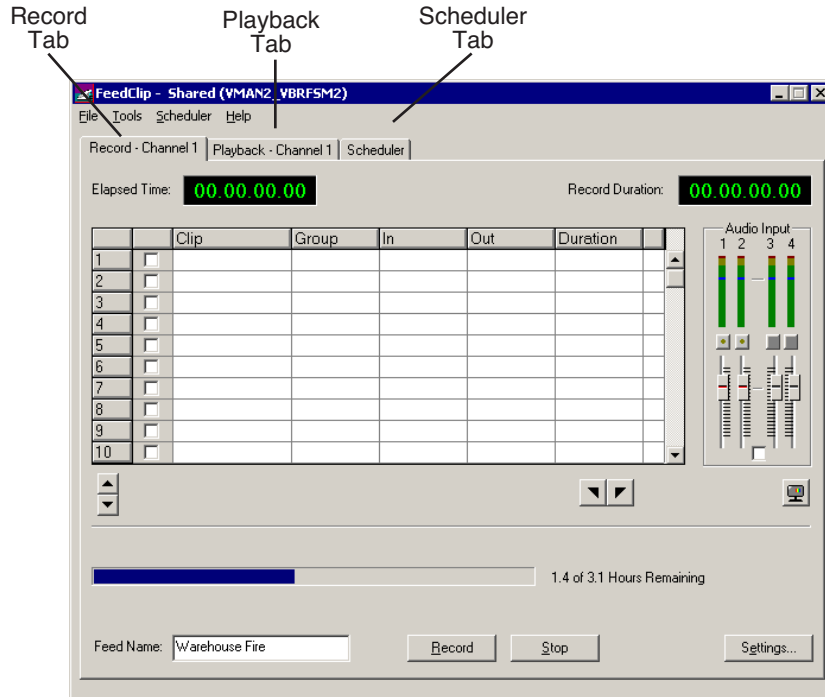 Record
Tab
Playback
Tab
Scheduler
Tab
FeedClip - Shared (VMAN2_VBRFSM2)
File Tools Scheduler Help
Record - Channel 1 Playback - Channel 1 Scheduler
Elapsed Time: 00.00.00.00 Record Duration: 00.00.00.00
Clip Group In Out Duration
Audio Input
1 2 3 4
1
2
3
4
5
6
7
8
9
10
1.4 of 3.1 Hours Remaining
Feed Name: Warehouse Fire Record Stop Settings...